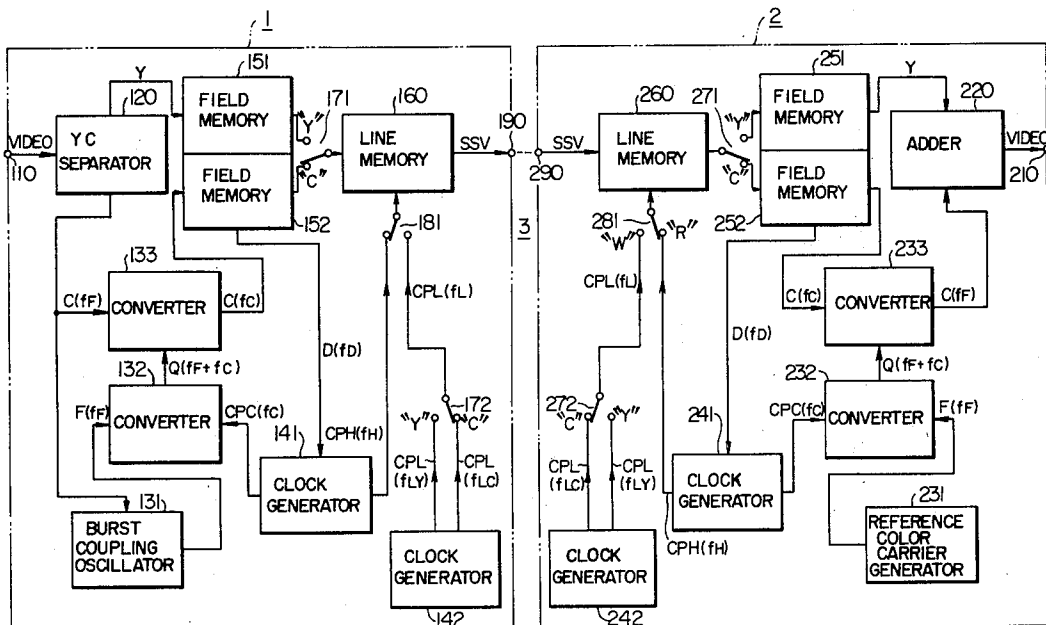 1
VIDEO
110
Y
120
Y C
SEPARATOR
151
FIELD
MEMORY
FIELD
MEMORY
152
171
"Y"
"C"
160
LINE
MEMORY
SSV
190
181
133
C(fF)
CONVERTER
C(fC)
Q(fF+fC)
132
F(fF)
CONVERTER
CPC(fC)
D(fD)
CPH(fH)
141
CLOCK
GENERATOR
131
BURST
COUPLING
OSCILLATOR
CPL(fL)
172
"Y"
"C"
CPL
(fLY)
CPL
(fLC)
CLOCK
GENERATOR
142
3
2
290
SSV
260
LINE
MEMORY
271
"Y"
"C"
251
FIELD
MEMORY
FIELD
MEMORY
252
Y
220
ADDER
VIDEO
210
281
"W"
"R"
CPL(fL)
272
"C"
"Y"
CPL
(fLC)
CPL
(fLY)
CLOCK
GENERATOR
242
D(fD)
241
CLOCK
GENERATOR
CPH(fH)
C(fC)
233
CONVERTER
C(fF)
Q(fF+fC)
232
CPC(fC)
CONVERTER
F(fF)
231
REFERENCE
COLOR
CARRIER
GENERATOR